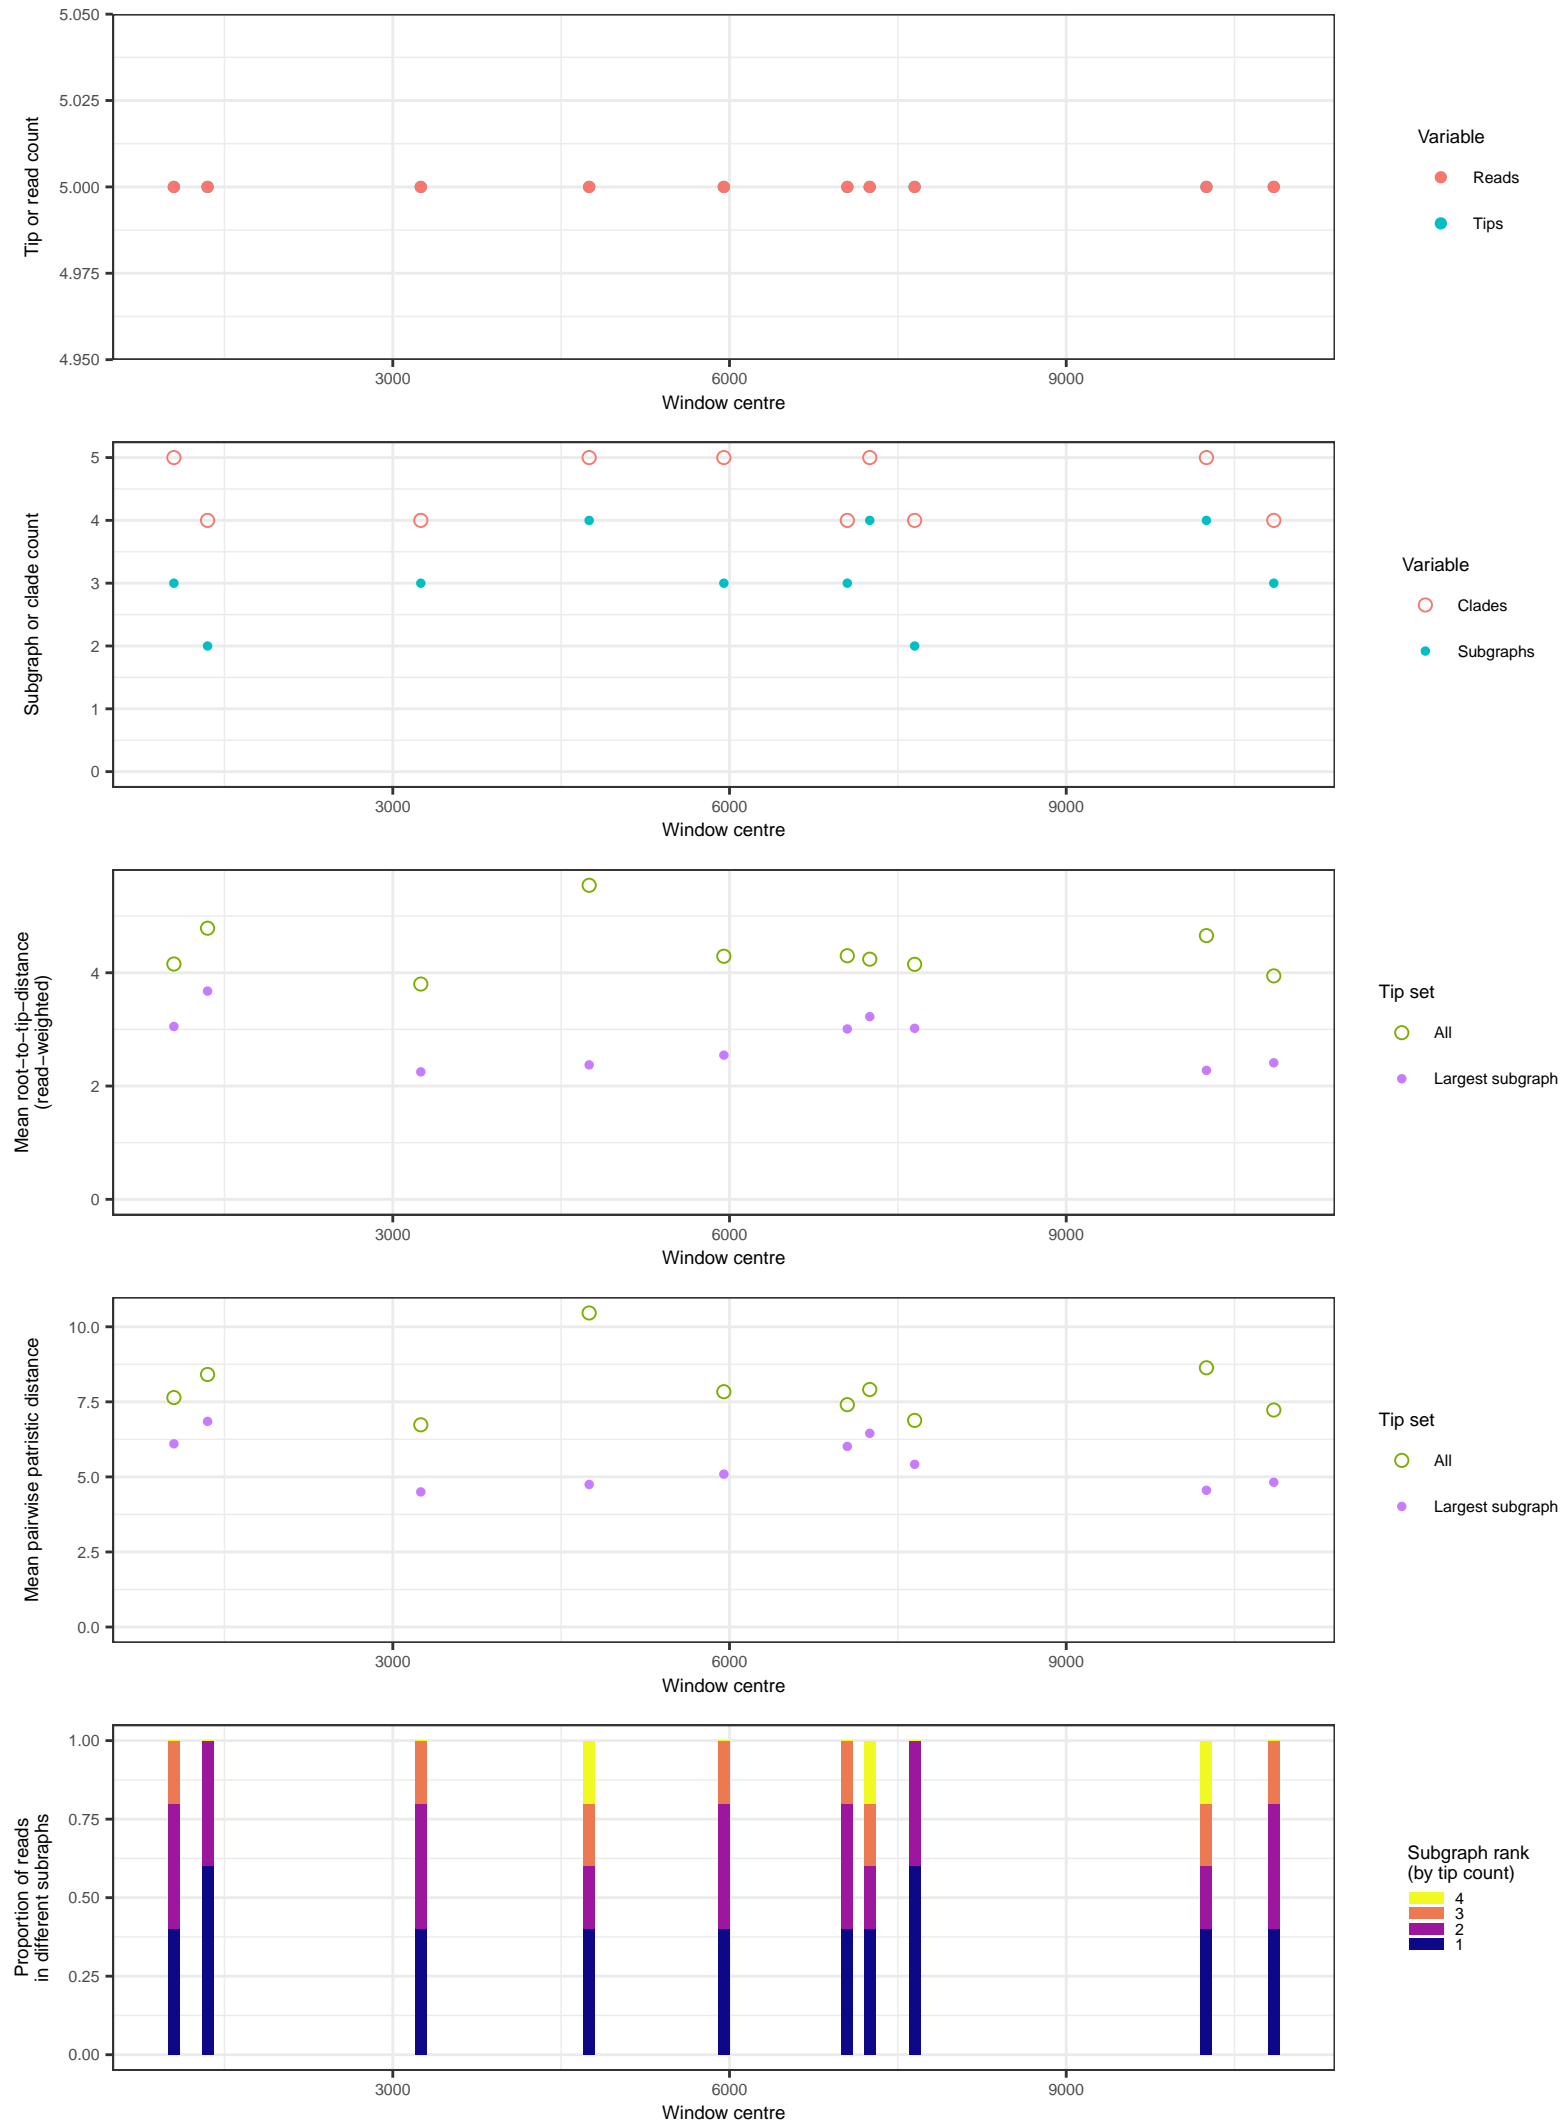 5.050
5.025
5.000
4.975
4.950
Tip or read count
3000 6000 9000
Window centre
Variable
Reads
Tips
5
4
3
2
1
0
Subgraph or clade count
3000 6000 9000
Window centre
Variable
Clades
Subgraphs
4
2
0
Mean root−to−tip−distance
(read−weighted)
3000 6000 9000
Window centre
Tip set
All
Largest subgraph
10.0
7.5
5.0
2.5
0.0
Mean pairwise patristic distance
3000 6000 9000
Window centre
Tip set
All
Largest subgraph
1.00
0.75
0.50
0.25
0.00
Proportion of reads
in different subraphs
3000 6000 9000
Window centre
Subgraph rank
(by tip count)
4
3
2
1